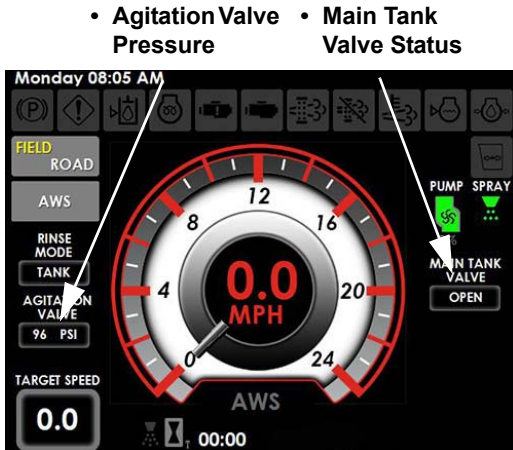 • Agitation Valve Pressure
• Main Tank Valve Status
Monday 08:05 AM
(P)
FIELD
ROAD
AWS
RINSE
MODE
TANK
AGITATION
VALVE
96 PSI
TARGET SPEED
0.0
0
4
8
12
16
20
24
0.0
MPH
AWS
00:00
PUMP SPRAY
%
MAIN TANK
VALVE
OPEN